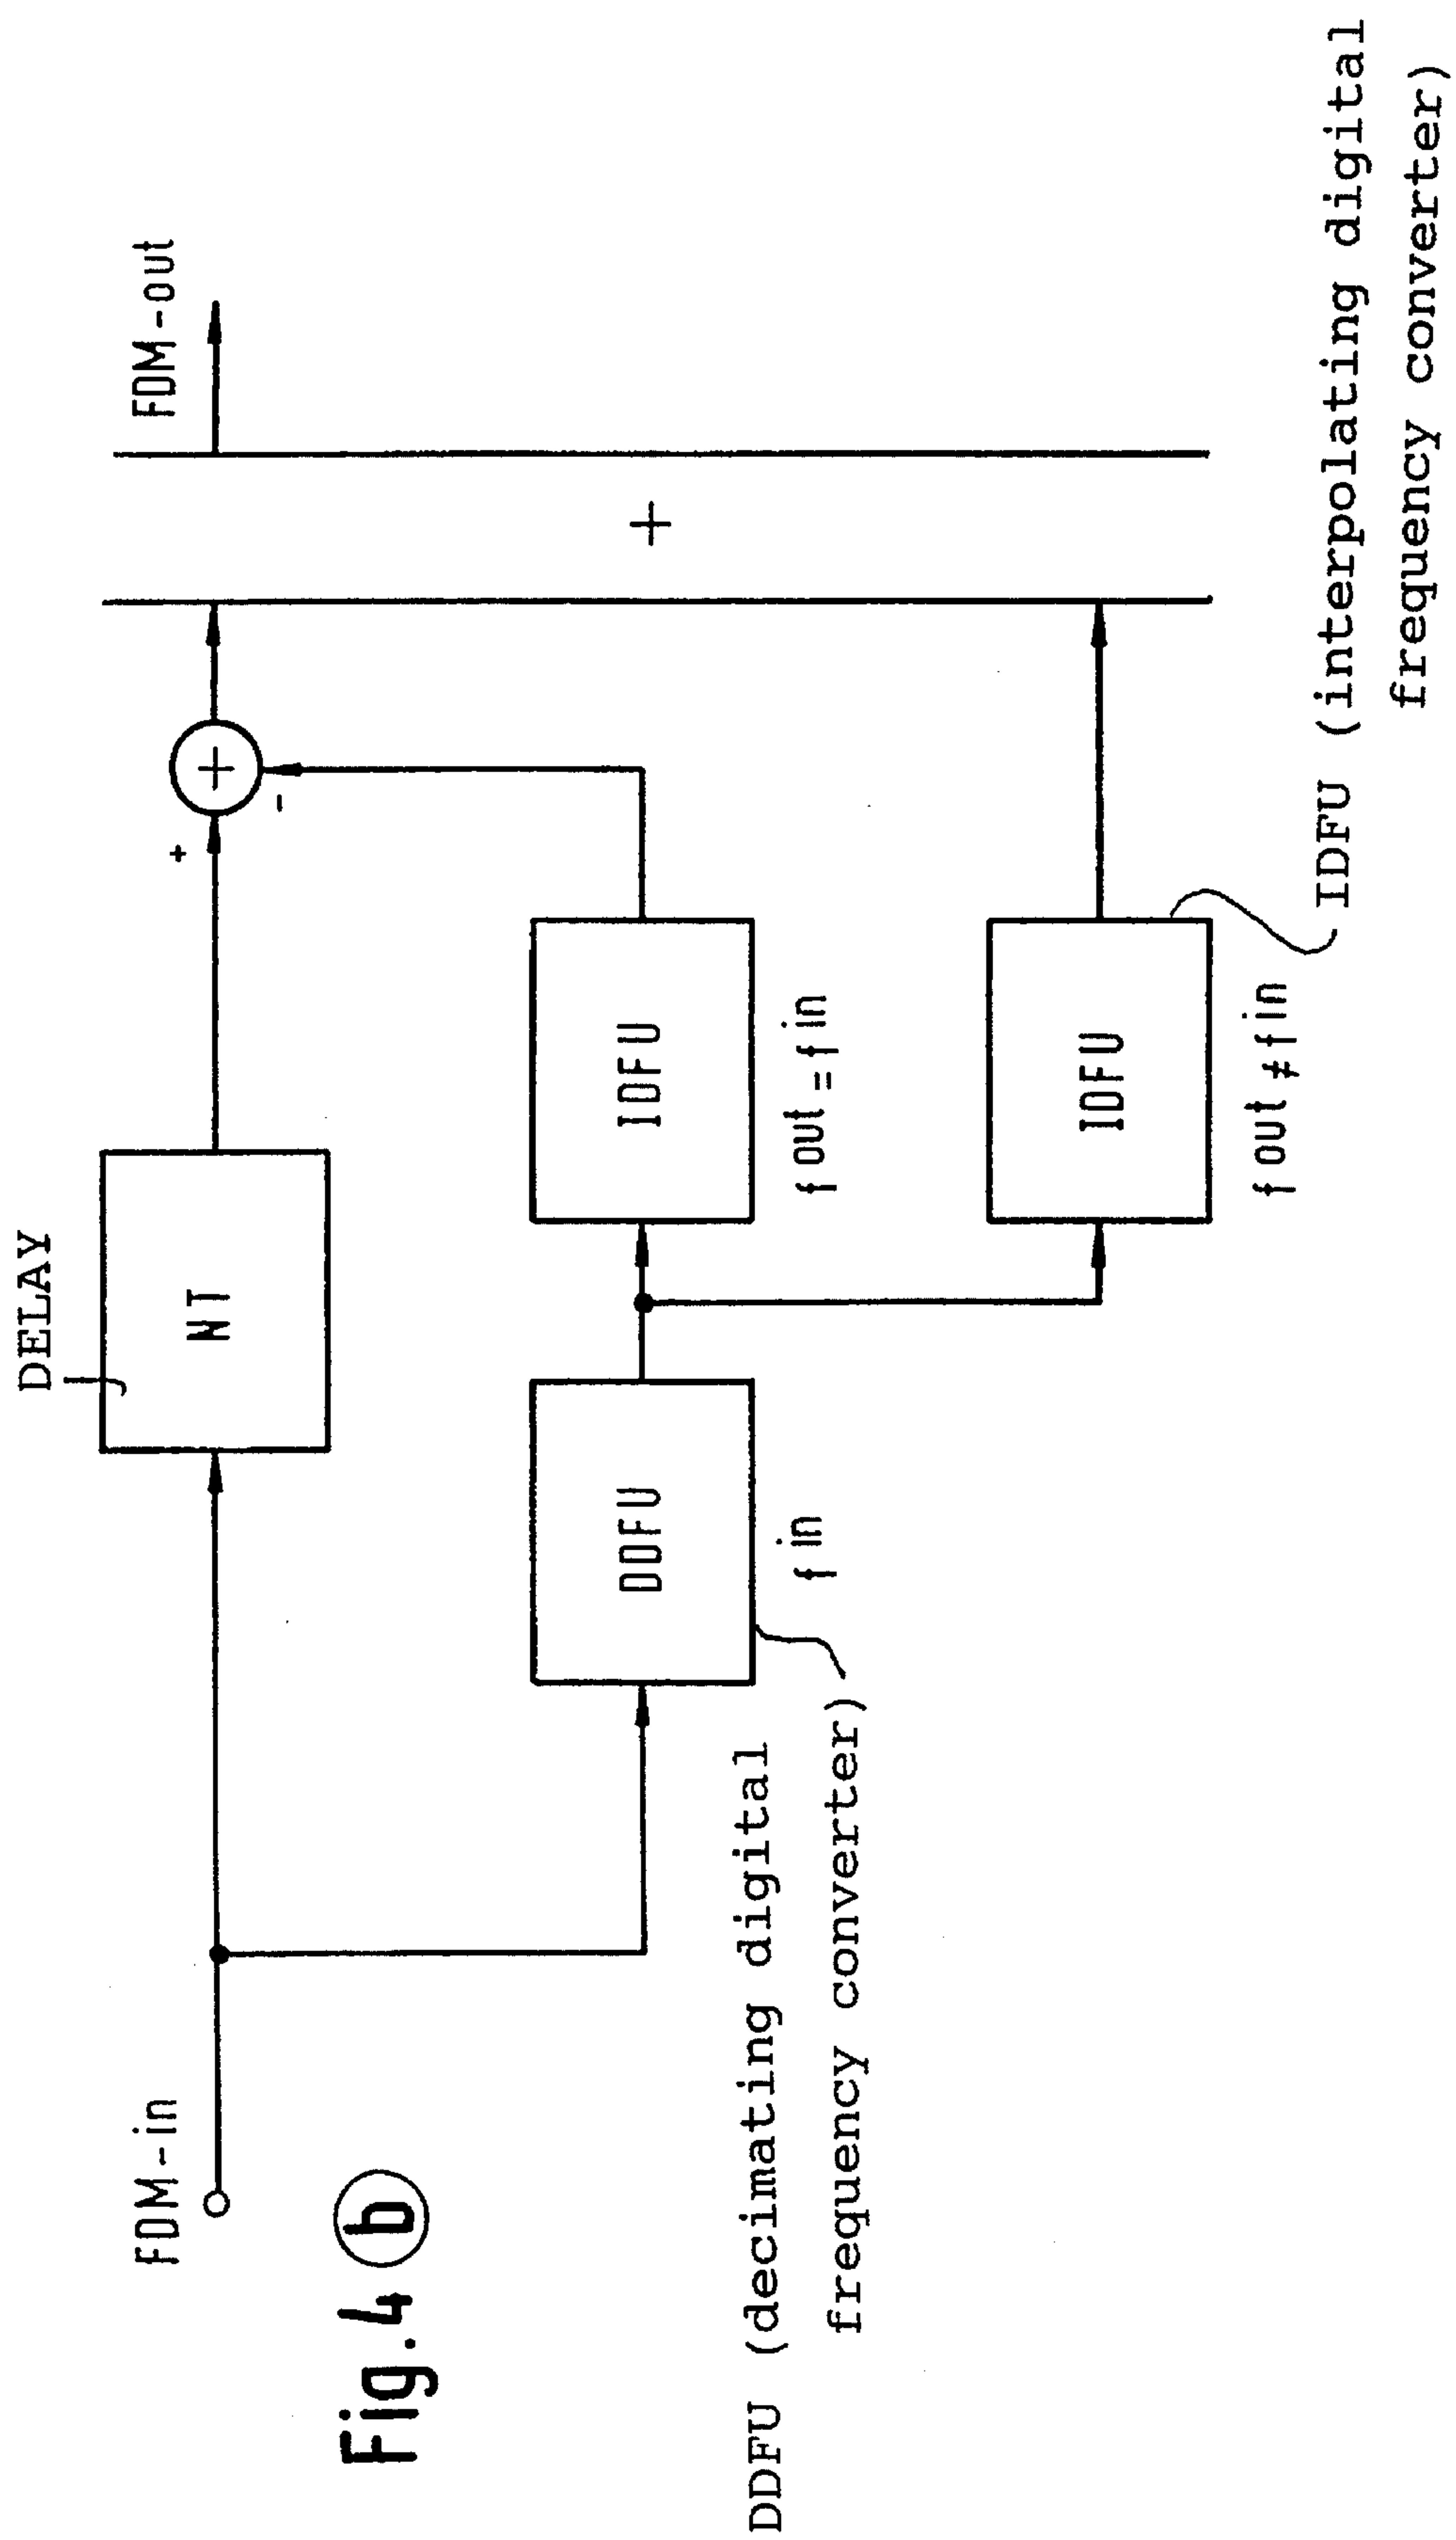 DELAY
FDM-in
NT
+
-
+
FDM-out
+
Fig. 4 b
DDFU
f in
IDFU
f out = f in
DDFU (decimating digital
frequency converter)
IDFU
f out ≠ f in
IDFU (interpolating digital
frequency converter)